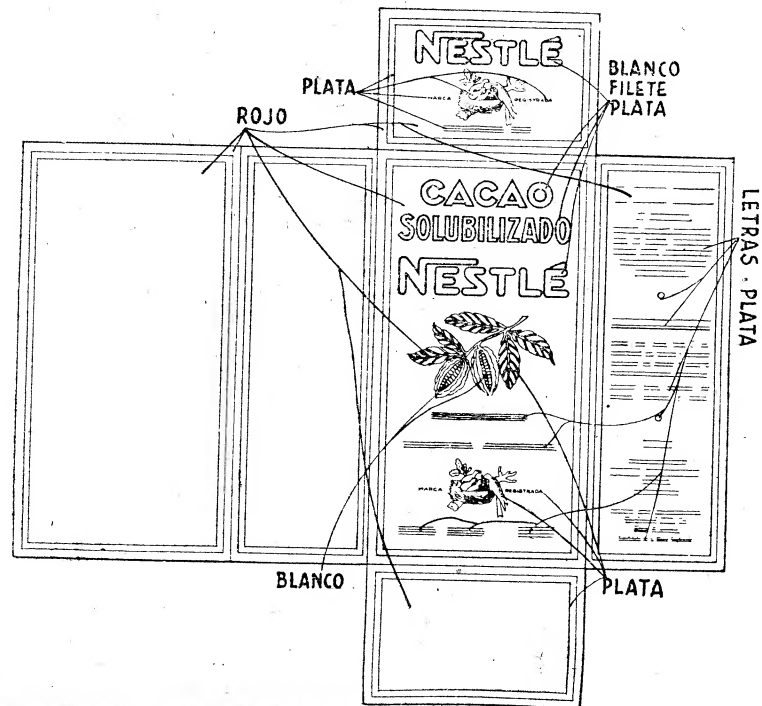 NESTLÉ
MARCA REGISTRADA
PLATA
BLANCO
FILETE
PLATA
ROJO
CACAO
SOLUBILIZADO
NESTLÉ
LETRAS - PLATA
MARCA REGISTRADA
BLANCO
PLATA